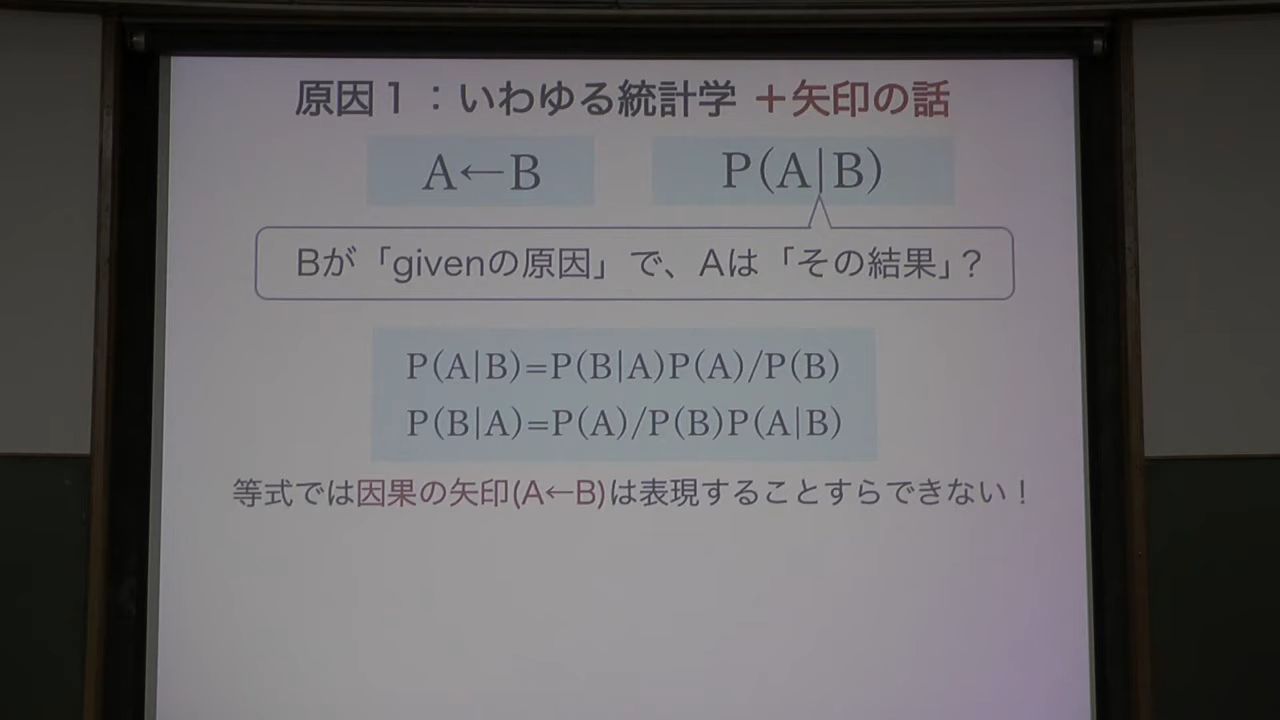 原因１：いわゆる統計学 ＋矢印の話
A←B P(A|B)
Bが「givenの原因」で、Aは「その結果」？
P(A|B)=P(B|A)P(A)/P(B)
P(B|A)=P(A)/P(B)P(A|B)
等式では因果の矢印(A←B)は表現することすらできない！